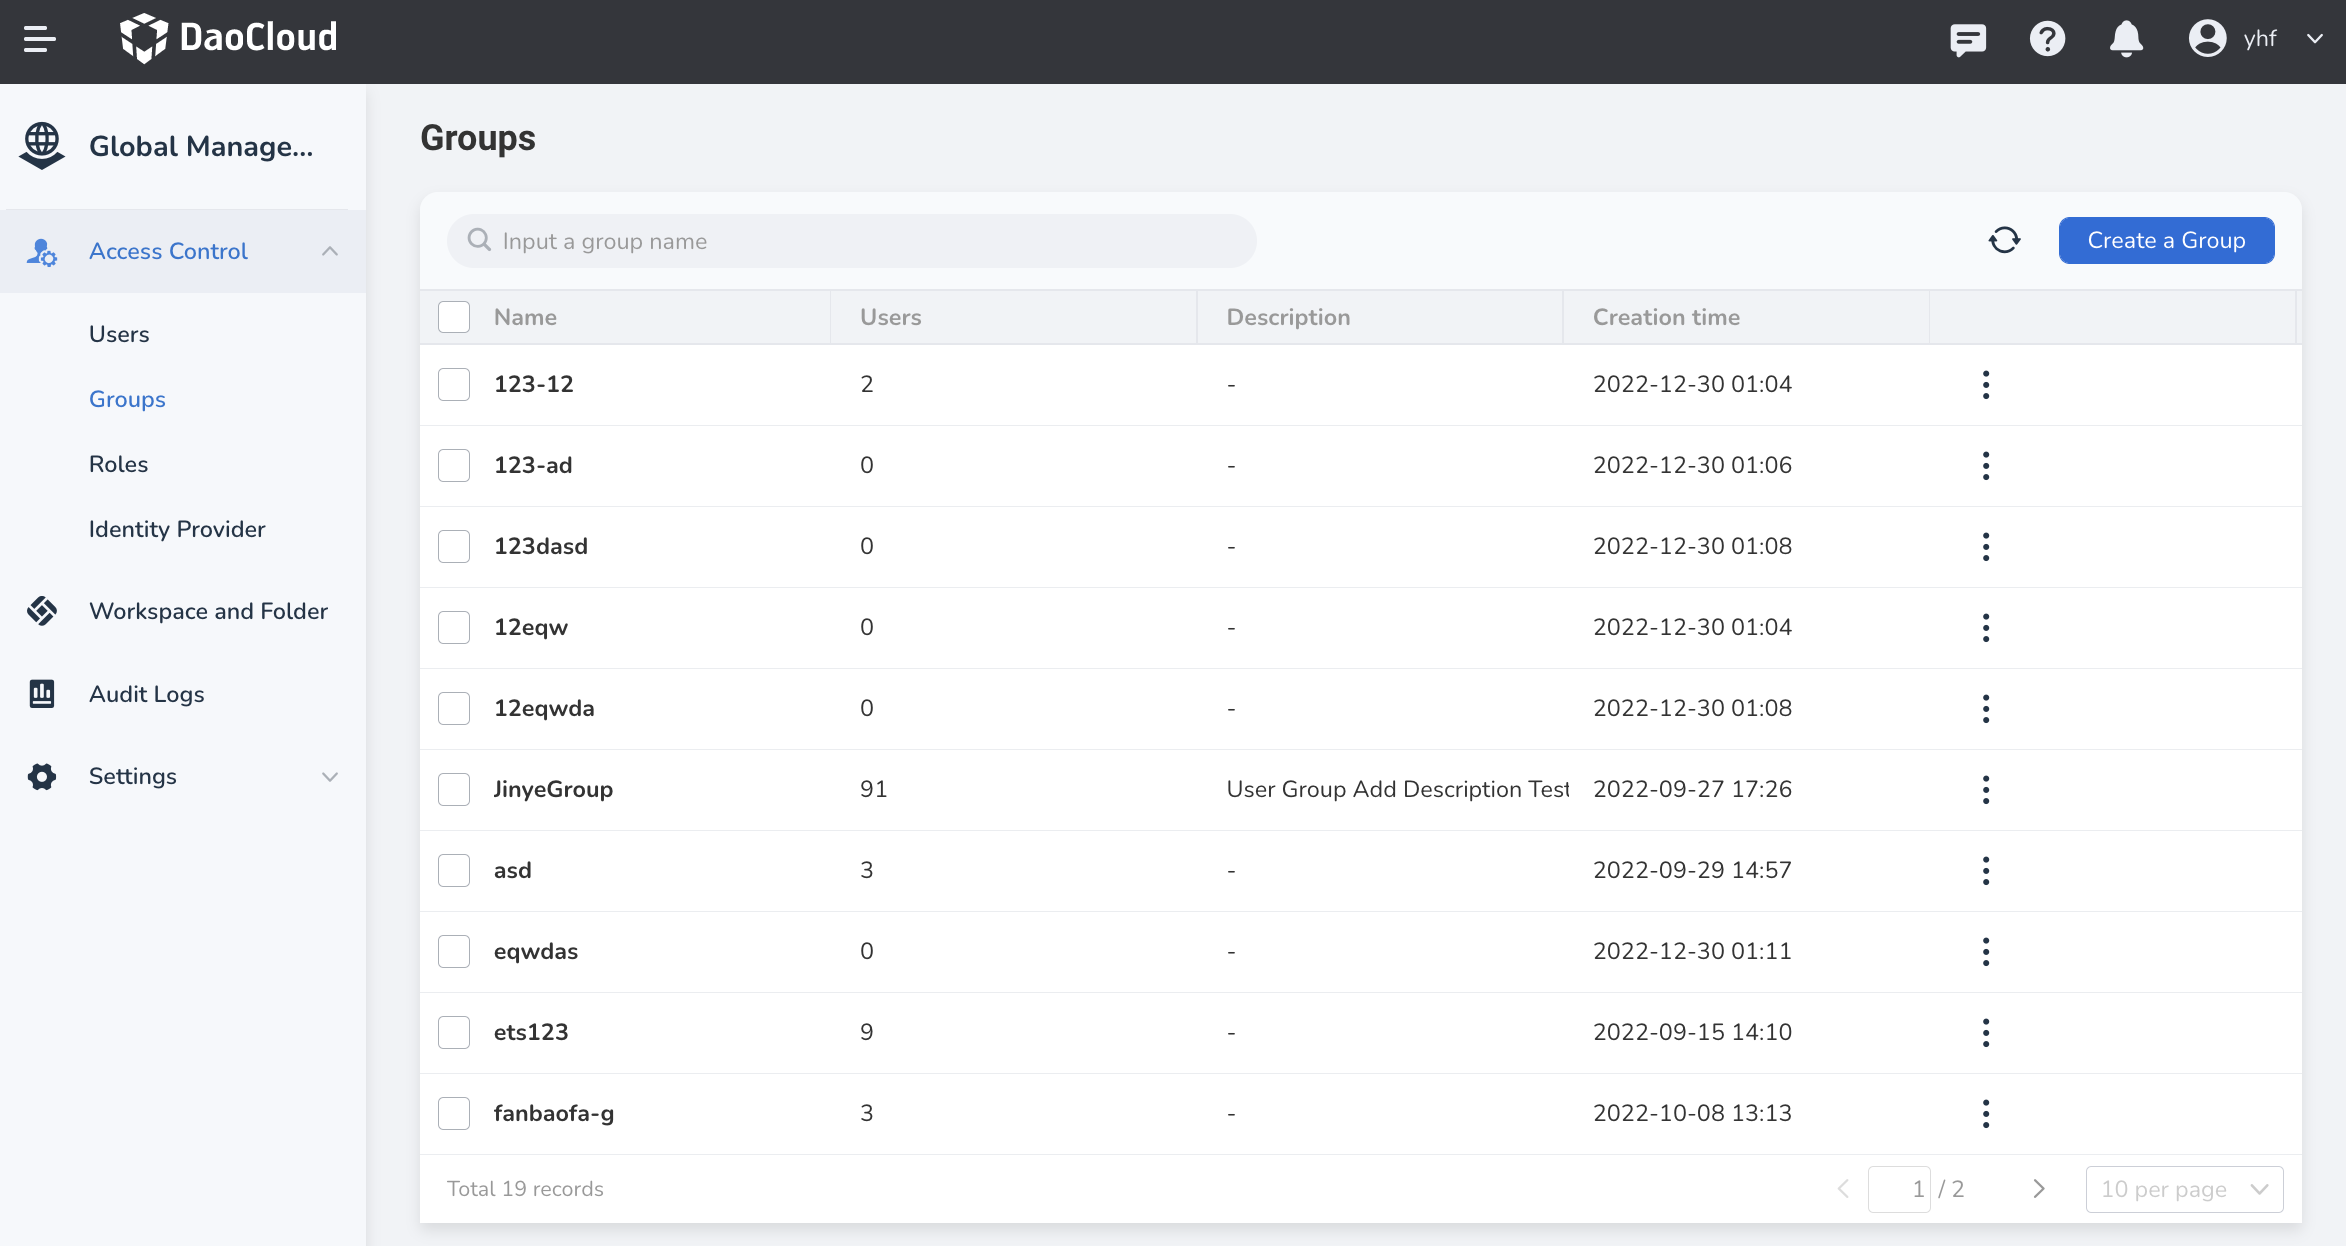 DaoCloud
yhf
Global Manage...
Access Control
Users
Groups
Roles
Identity Provider
Workspace and Folder
Audit Logs
Settings
Groups
Input a group name
Create a Group
Name Users Description Creation time
123-12 2 - 2022-12-30 01:04
123-ad 0 - 2022-12-30 01:06
123dasd 0 - 2022-12-30 01:08
12eqw 0 - 2022-12-30 01:04
12eqwda 0 - 2022-12-30 01:08
JinyeGroup 91 User Group Add Description Test 2022-09-27 17:26
asd 3 - 2022-09-29 14:57
eqwdas 0 - 2022-12-30 01:11
ets123 9 - 2022-09-15 14:10
fanbaofa-g 3 - 2022-10-08 13:13
Total 19 records 1 / 2 10 per page